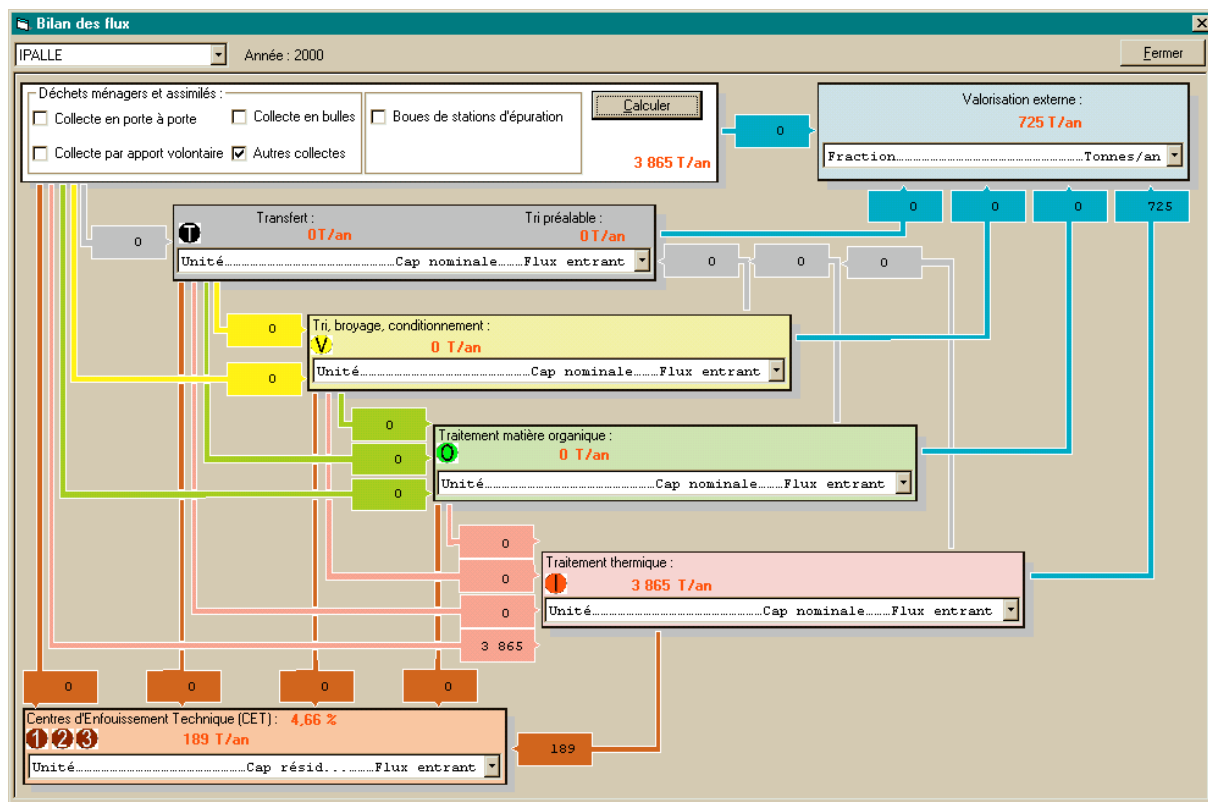 Bilan des flux
IPALLE Année : 2000 Fermer
Déchets ménagers et assimilés :
Collecte en porte à porte Collecte en bulles Boues de stations d'épuration Calculer
Collecte par apport volontaire Autres collectes
3 865 T/an
0
Valorisation externe :
725 T/an
Fraction...Tonnes/an
0 0 0 725
0
T Transfert : Tri préalable :
0T/an 0T/an
Unité...Cap nominale...Flux entrant
0 0 0
0
Tri, broyage, conditionnement :
V 0 T/an
0 Unité...Cap nominale...Flux entrant
0
Traitement matière organique :
0 O 0 T/an
0 Unité...Cap nominale...Flux entrant
0
Traitement thermique :
0 I 3 865 T/an
0 Unité...Cap nominale...Flux entrant
3 865
0 0 0 0
Centres d'Enfouissement Technique (CET) : 4,66 %
1 2 3 189 T/an
189
Unité...Cap résid......Flux entrant